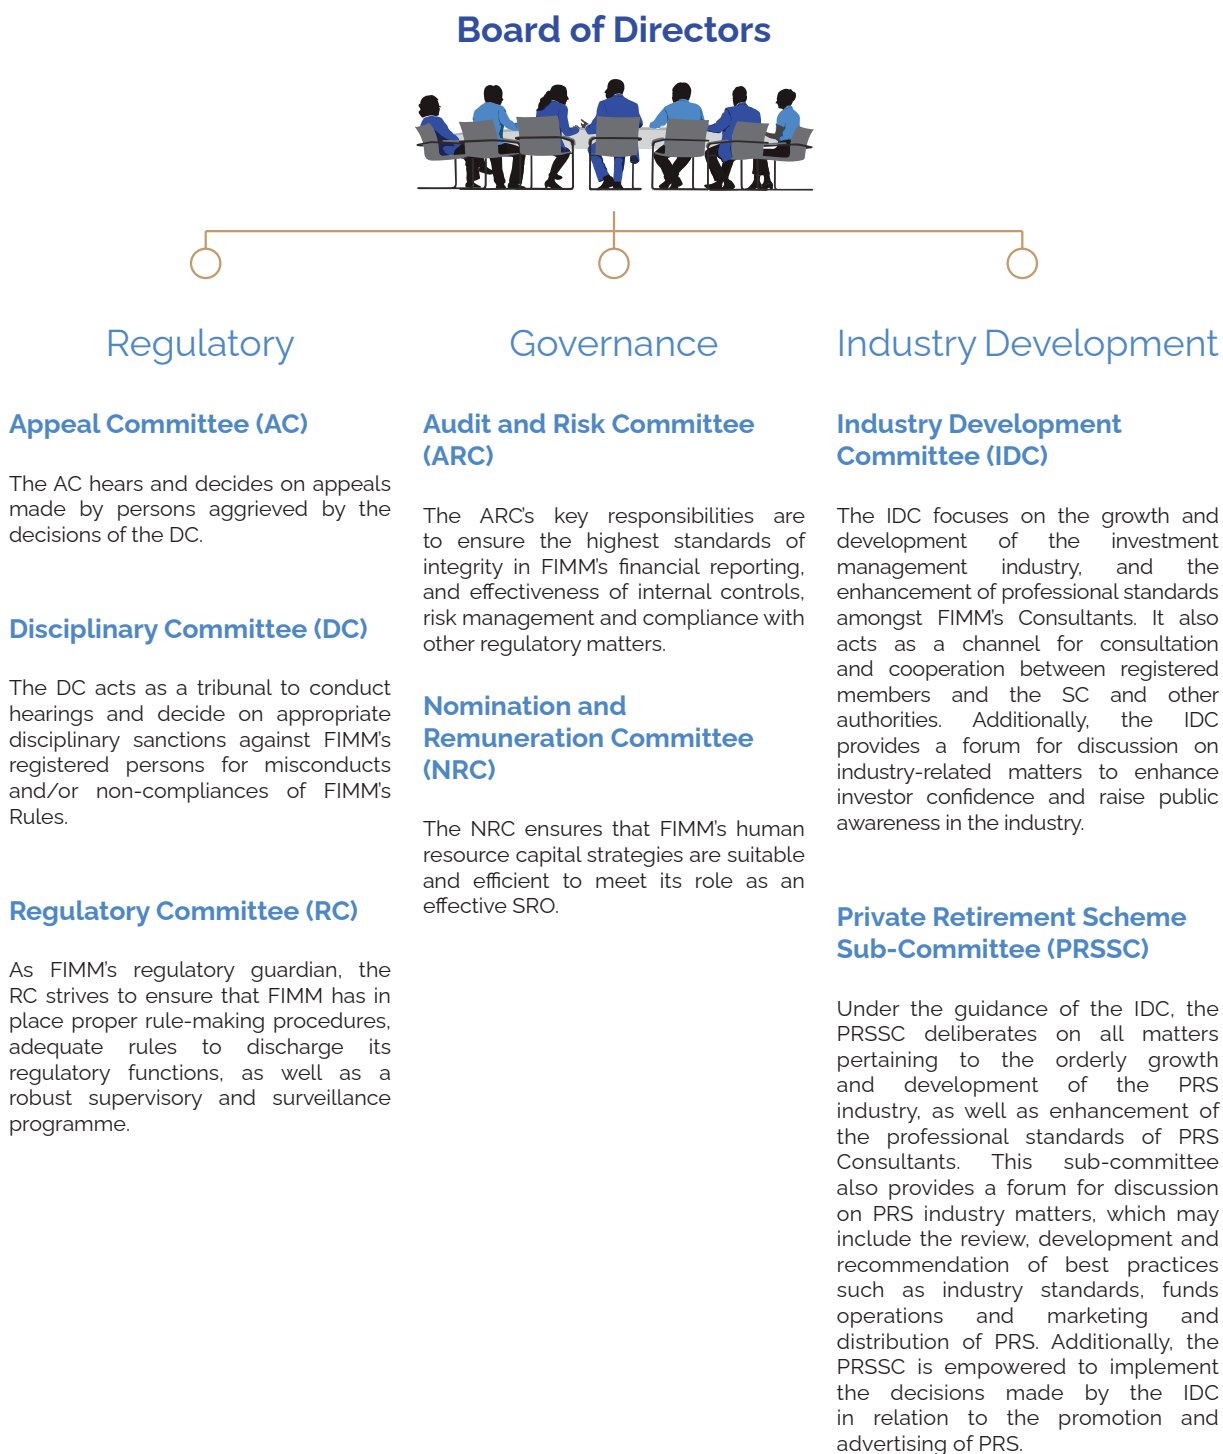 Board of Directors
Regulatory
Appeal Committee (AC)
The AC hears and decides on appeals
made by persons aggrieved by the
decisions of the DC.
Disciplinary Committee (DC)
The DC acts as a tribunal to conduct
hearings and decide on appropriate
disciplinary sanctions against FIMM's
registered persons for misconducts
and/or non-compliances of FIMM's
Rules.
Regulatory Committee (RC)
As FIMM's regulatory guardian, the
RC strives to ensure that FIMM has in
place proper rule-making procedures,
adequate rules to discharge its
regulatory functions, as well as a
robust supervisory and surveillance
programme.
Governance
Audit and Risk Committee
(ARC)
The ARC's key responsibilities are
to ensure the highest standards of
integrity in FIMM's financial reporting,
and effectiveness of internal controls,
risk management and compliance with
other regulatory matters.
Nomination and
Remuneration Committee
(NRC)
The NRC ensures that FIMM's human
resource capital strategies are suitable
and efficient to meet its role as an
effective SRO.
Industry Development
Industry Development
Committee (IDC)
The IDC focuses on the growth and
development of the investment
management industry, and the
enhancement of professional standards
amongst FIMM's Consultants. It also
acts as a channel for consultation
and cooperation between registered
members and the SC and other
authorities. Additionally, the IDC
provides a forum for discussion on
industry-related matters to enhance
investor confidence and raise public
awareness in the industry.
Private Retirement Scheme
Sub-Committee (PRSSC)
Under the guidance of the IDC, the
PRSSC deliberates on all matters
pertaining to the orderly growth
and development of the PRS
industry, as well as enhancement of
the professional standards of PRS
Consultants. This sub-committee
also provides a forum for discussion
on PRS industry matters, which may
include the review, development and
recommendation of best practices
such as industry standards, funds
operations and marketing and
distribution of PRS. Additionally, the
PRSSC is empowered to implement
the decisions made by the IDC
in relation to the promotion and
advertising of PRS.